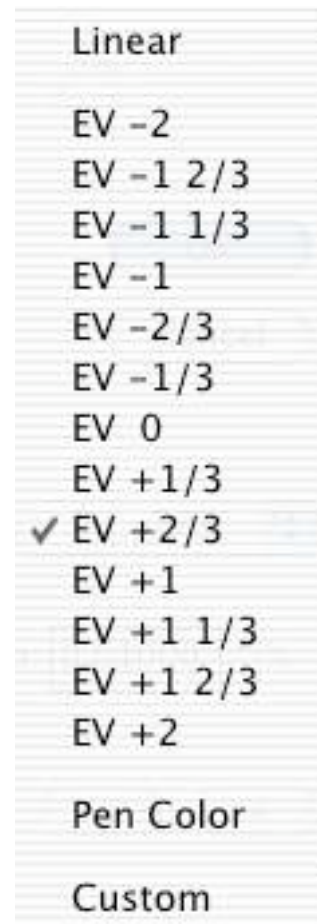 Linear
EV -2
EV -1 2/3
EV -1 1/3
EV -1
EV -2/3
EV -1/3
EV 0
EV +1/3
✓ EV +2/3
EV +1
EV +1 1/3
EV +1 2/3
EV +2
Pen Color
Custom